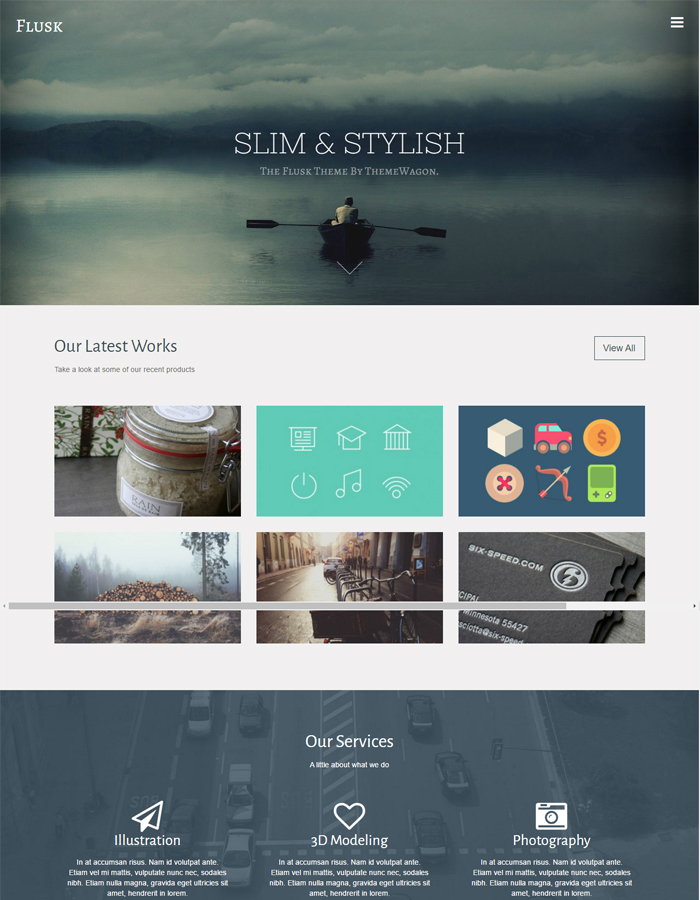 Flusk
SLIM & STYLISH
The Flusk Theme By ThemeWagon.
Our Latest Works
View All
Take a look at some of our recent products
RAIN
$
SIX-SPEED.COM
CIPAL
Minnesota 55427
sciotta@six-speed
Our Services
A little about what we do
Illustration
3D Modeling
Photography
In at accumsan risus. Nam id volutpat ante.
Etiam vel mi mattis, vulputate nunc nec, sodales
nibh. Etiam nulla magna, gravida eget ultricies sit
amet, hendrerit in lorem.
In at accumsan risus. Nam id volutpat ante.
Etiam vel mi mattis, vulputate nunc nec, sodales
nibh. Etiam nulla magna, gravida eget ultricies sit
amet, hendrerit in lorem.
In at accumsan risus. Nam id volutpat ante.
Etiam vel mi mattis, vulputate nunc nec, sodales
nibh. Etiam nulla magna, gravida eget ultricies sit
amet, hendrerit in lorem.